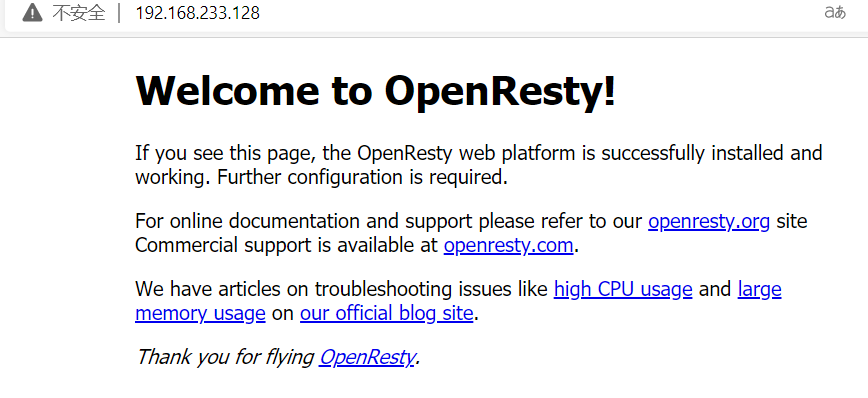 不安全 | 192.168.233.128 aあ
Welcome to OpenResty!
If you see this page, the OpenResty web platform is successfully installed and
working. Further configuration is required.
For online documentation and support please refer to our openresty.org site
Commercial support is available at openresty.com.
We have articles on troubleshooting issues like high CPU usage and large
memory usage on our official blog site.
Thank you for flying OpenResty.